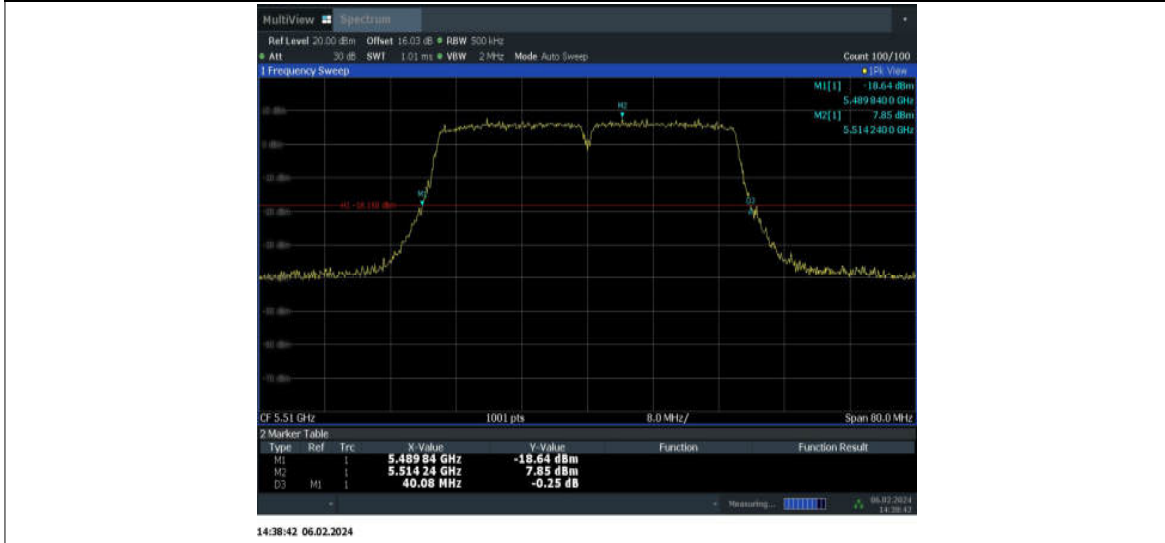 MultiView Spectrum
Ref Level 20.00 dBm Offset 16.03 dB RBW 500 kHz
Att 30 dB SWT 1.01 ms VBW 2 MHz Mode Auto Sweep Count 100/100
1 Frequency Sweep 1Pk View
M1[1] -18.64 dBm
5.4898400 GHz
M2[1] 7.85 dBm
5.5142400 GHz
M2
M1
D3
CF 5.51 GHz 1001 pts 8.0 MHz/ Span 80.0 MHz
2 Marker Table
Type Ref Trc X-Value Y-Value Function Function Result
M1 1 5.489 84 GHz -18.64 dBm
M2 1 5.514 24 GHz 7.85 dBm
D3 M1 1 40.08 MHz -0.25 dB
Measuring... 06.02.2024
14:38:42
14:38:42 06.02.2024